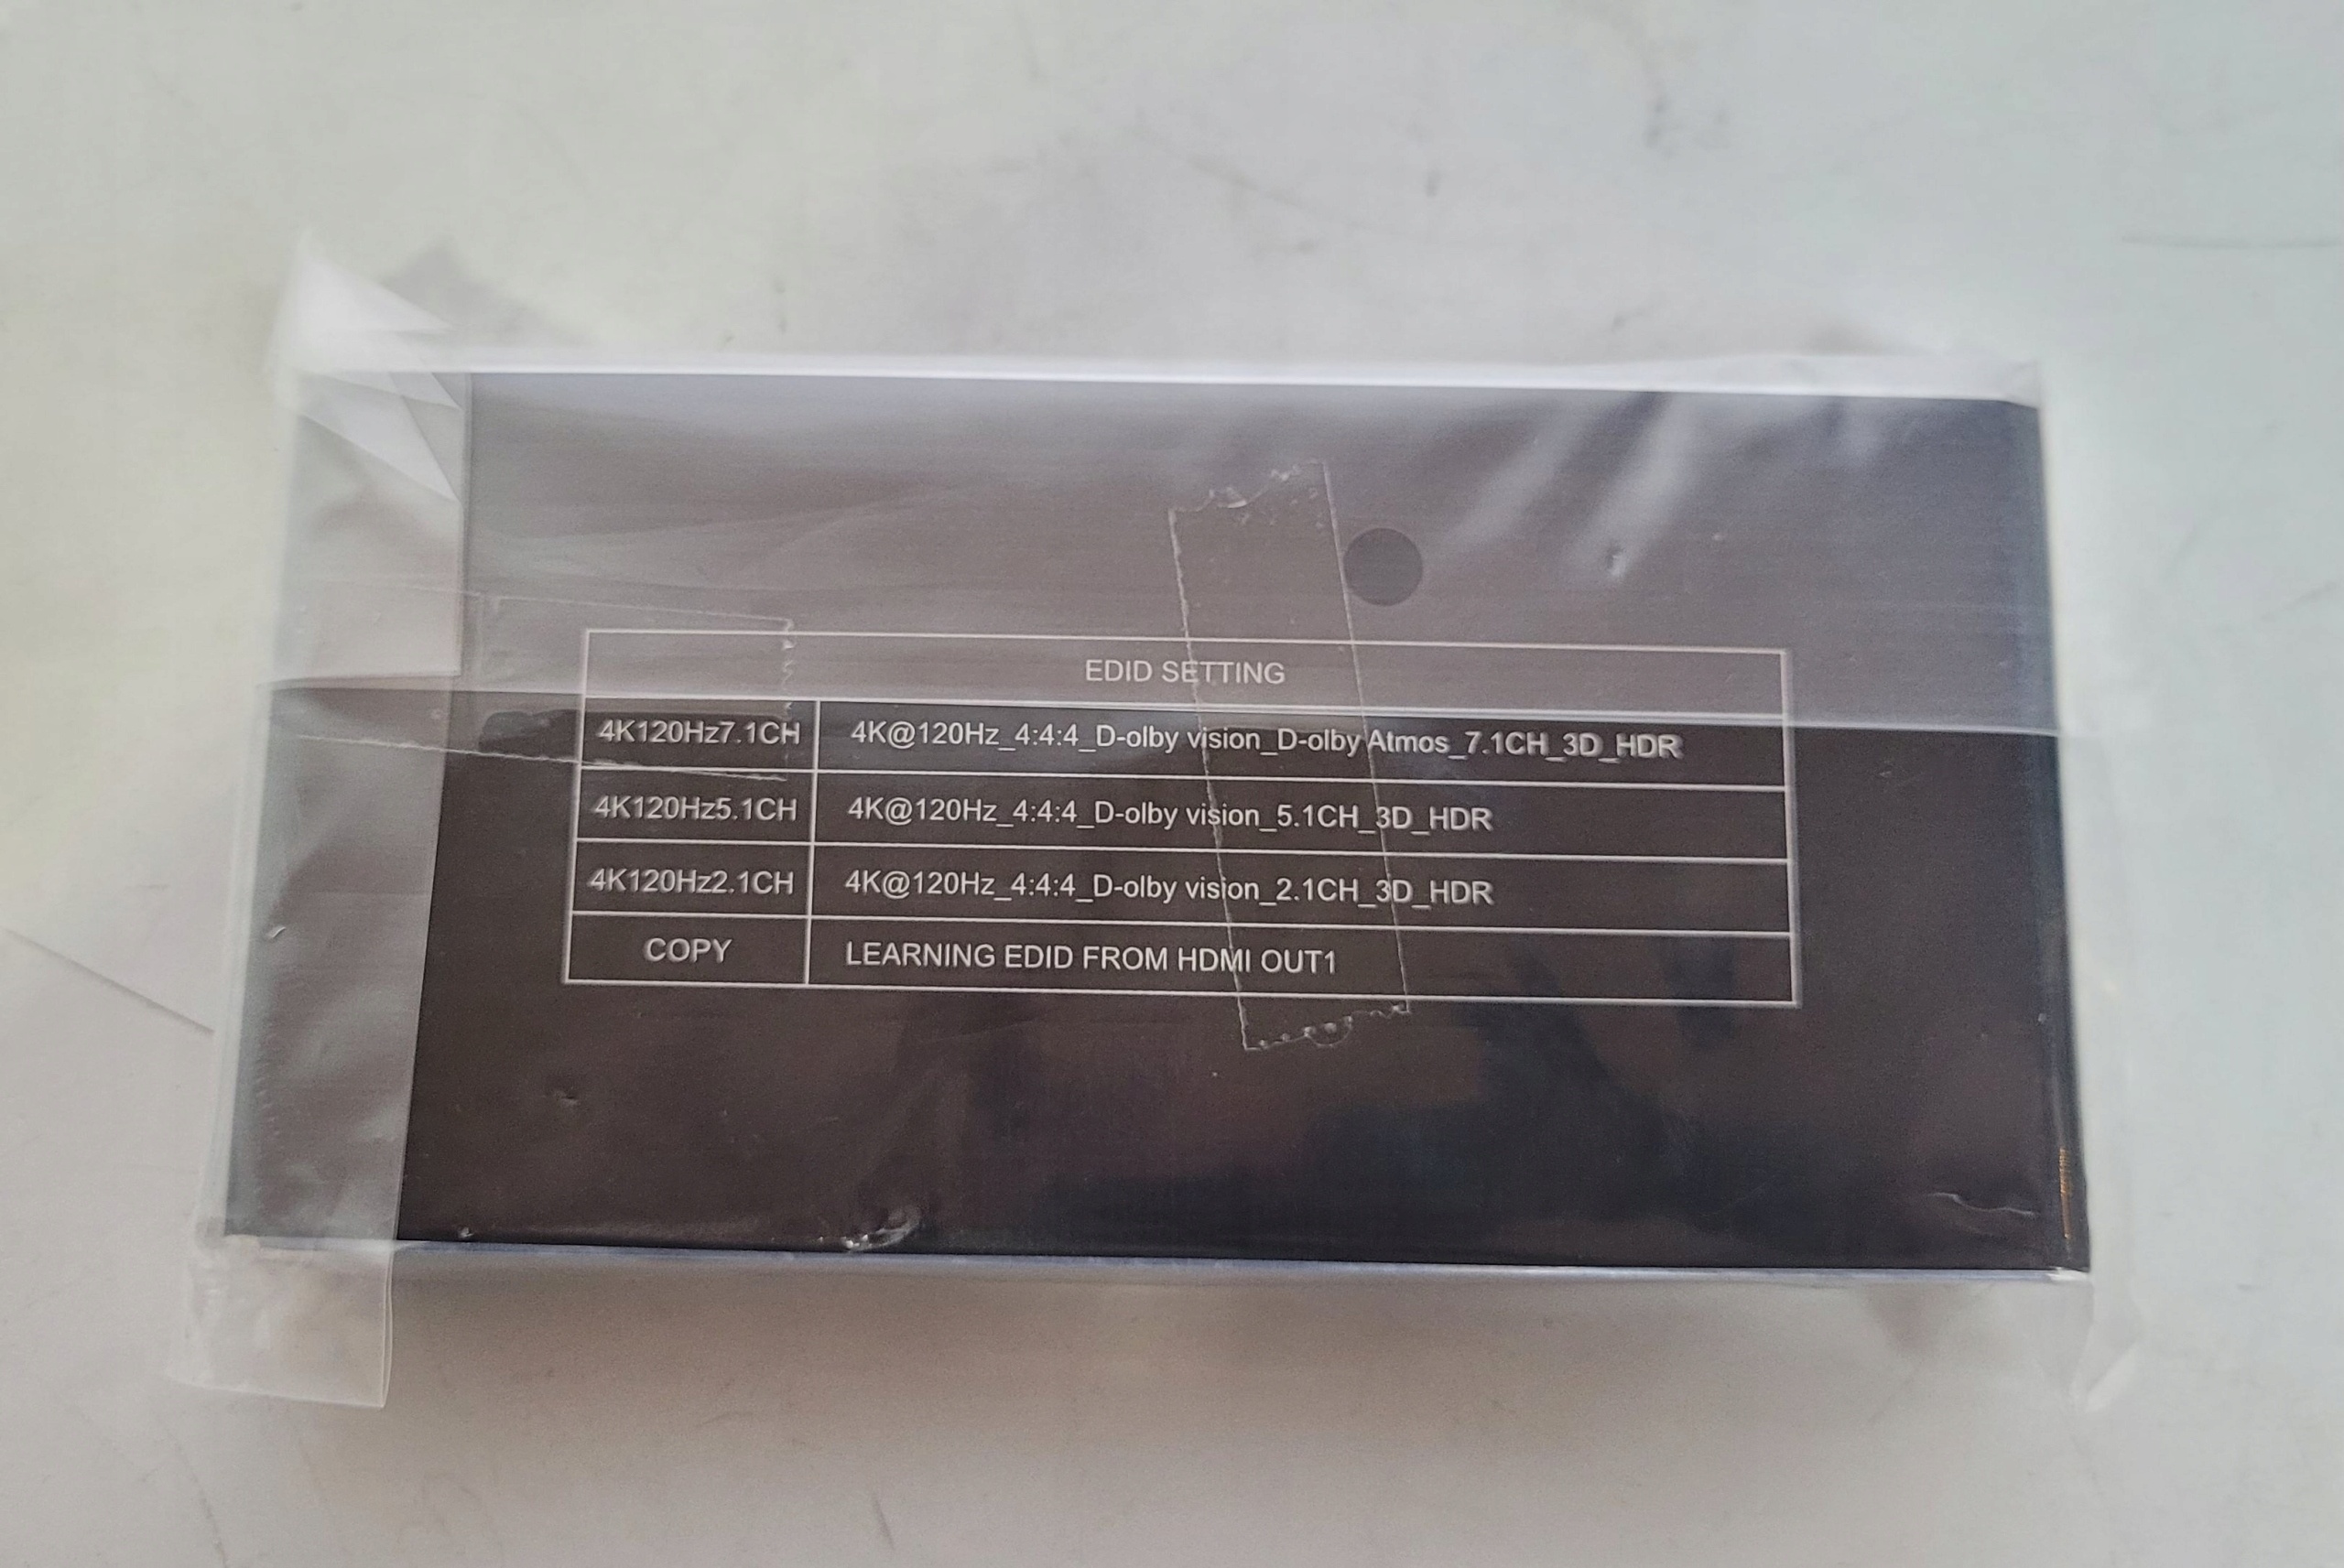 EDID SETTING
4K120Hz7.1CH 4K@120Hz_4:4:4_D-olby vision_D-olby Atmos_7.1CH_3D_HDR
4K120Hz5.1CH 4K@120Hz_4:4:4_D-olby vision_5.1CH_3D_HDR
4K120Hz2.1CH 4K@120Hz_4:4:4_D-olby vision_2.1CH_3D_HDR
COPY LEARNING EDID FROM HDMI OUT1